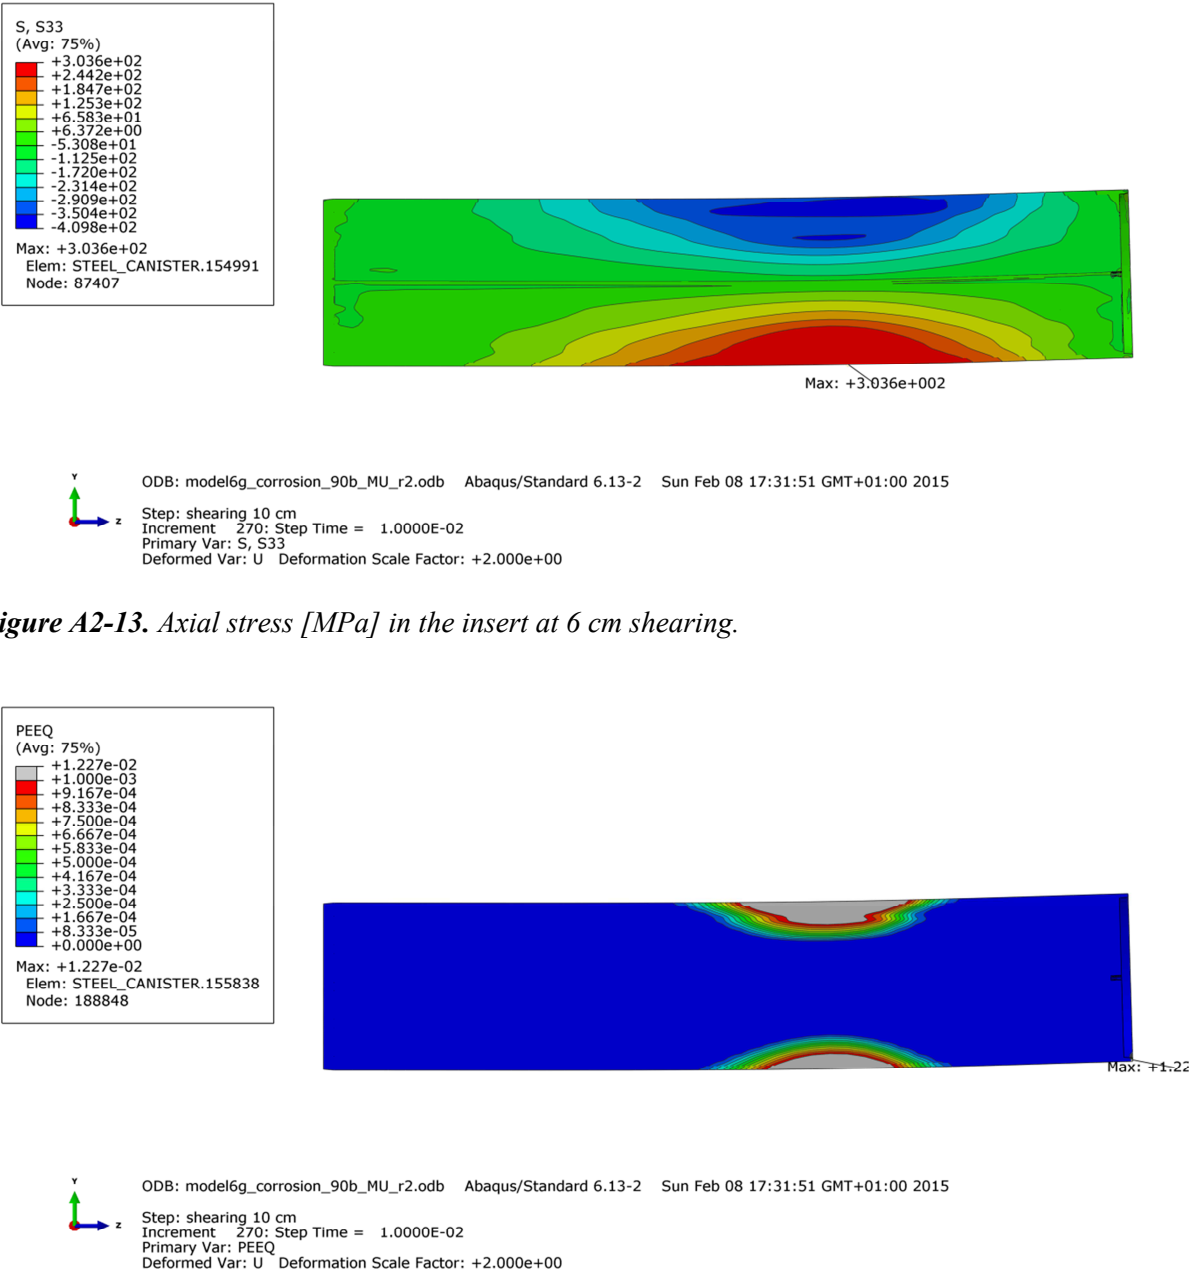 S, S33
(Avg: 75%)
+3.036e+02
+2.442e+02
+1.847e+02
+1.253e+02
+6.583e+01
+6.372e+00
-5.308e+01
-1.125e+02
-1.720e+02
-2.314e+02
-2.909e+02
-3.504e+02
-4.098e+02
Max: +3.036e+02
Elem: STEEL_CANISTER.154991
Node: 87407
Max: +3.036e+002
Y
Z
ODB: model6g_corrosion_90b_MU_r2.odb Abaqus/Standard 6.13-2 Sun Feb 08 17:31:51 GMT+01:00 2015
Step: shearing 10 cm
Increment 270: Step Time = 1.0000E-02
Primary Var: S, S33
Deformed Var: U Deformation Scale Factor: +2.000e+00
igure A2-13. Axial stress [MPa] in the insert at 6 cm shearing.
PEEQ
(Avg: 75%)
+1.227e-02
+1.000e-03
+9.167e-04
+8.333e-04
+7.500e-04
+6.667e-04
+5.833e-04
+5.000e-04
+4.167e-04
+3.333e-04
+2.500e-04
+1.667e-04
+8.333e-05
+0.000e+00
Max: +1.227e-02
Elem: STEEL_CANISTER.155838
Node: 188848
Max: +1.22
Y
Z
ODB: model6g_corrosion_90b_MU_r2.odb Abaqus/Standard 6.13-2 Sun Feb 08 17:31:51 GMT+01:00 2015
Step: shearing 10 cm
Increment 270: Step Time = 1.0000E-02
Primary Var: PEEQ
Deformed Var: U Deformation Scale Factor: +2.000e+00